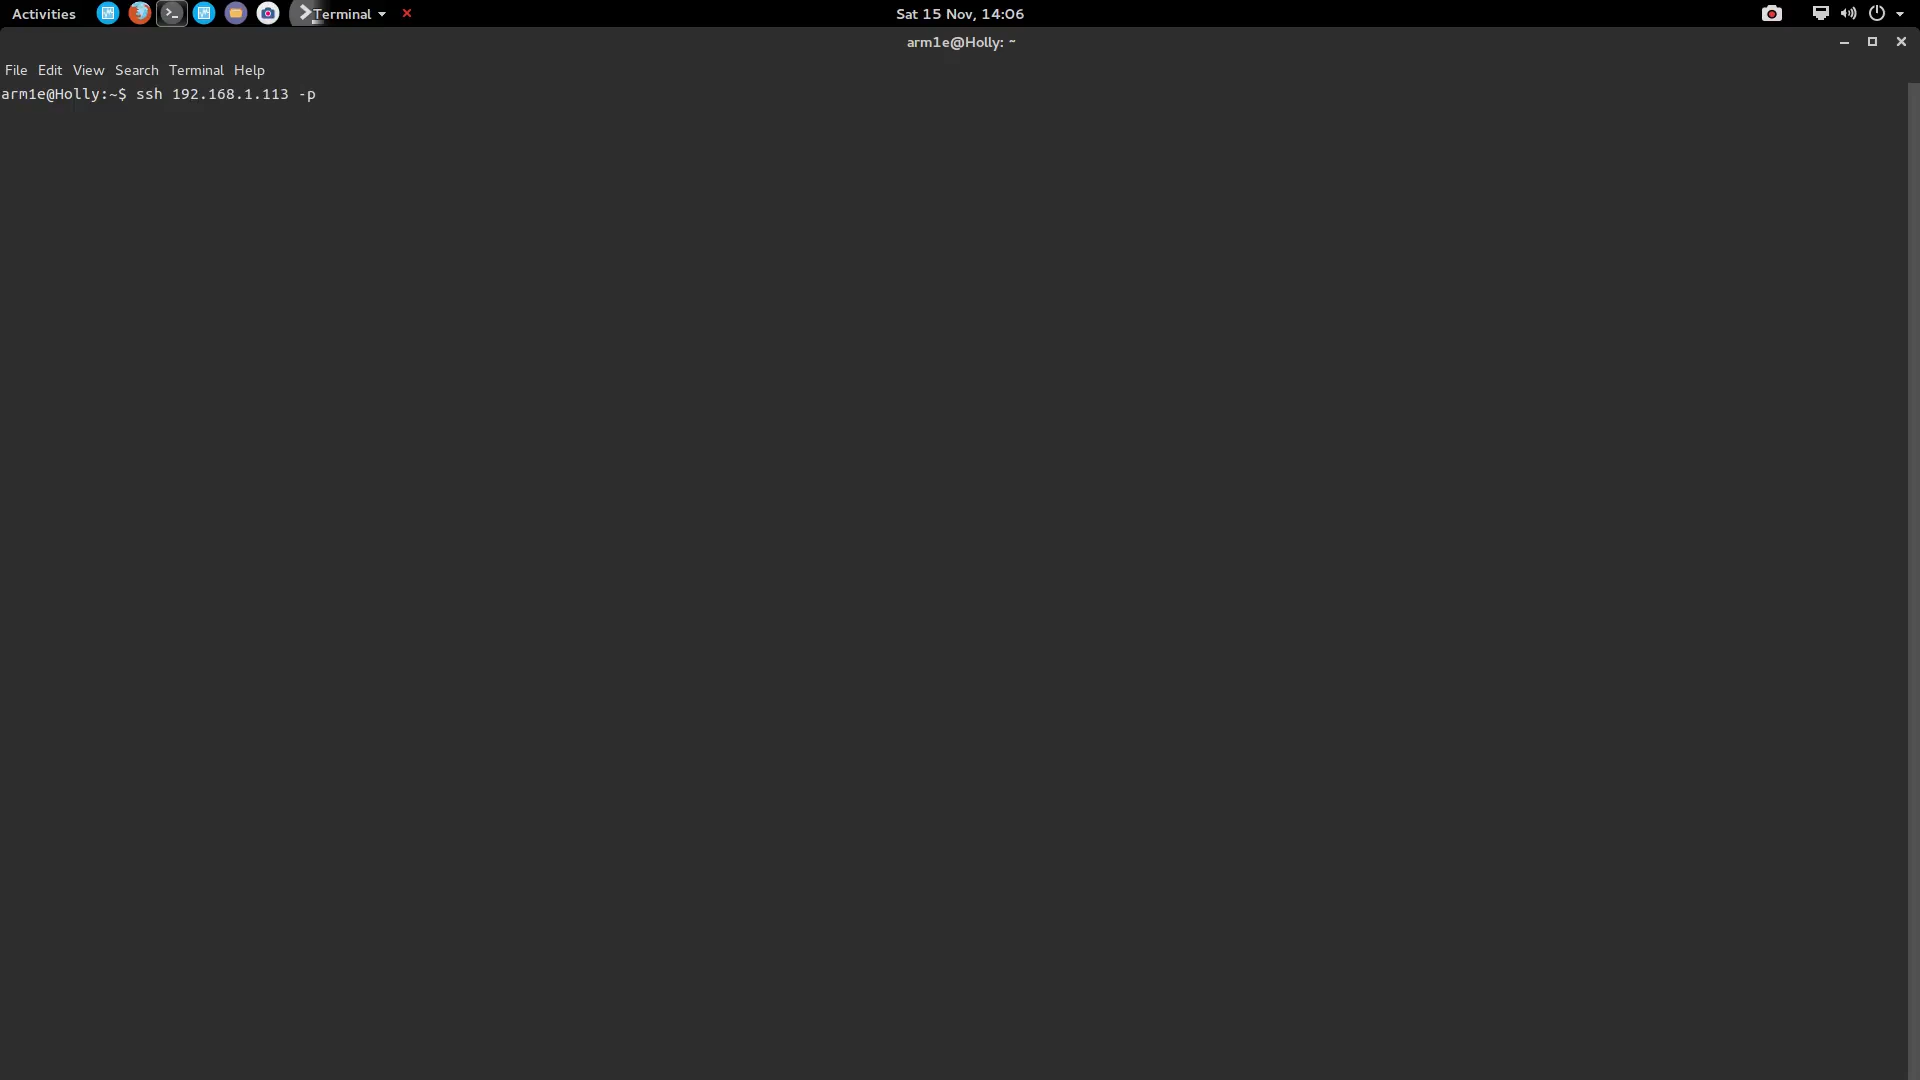 Activities Terminal Sat 15 Nov, 14:06
arm1e@Holly: ~
File Edit View Search Terminal Help
arm1e@Holly:~$ ssh 192.168.1.113 -p